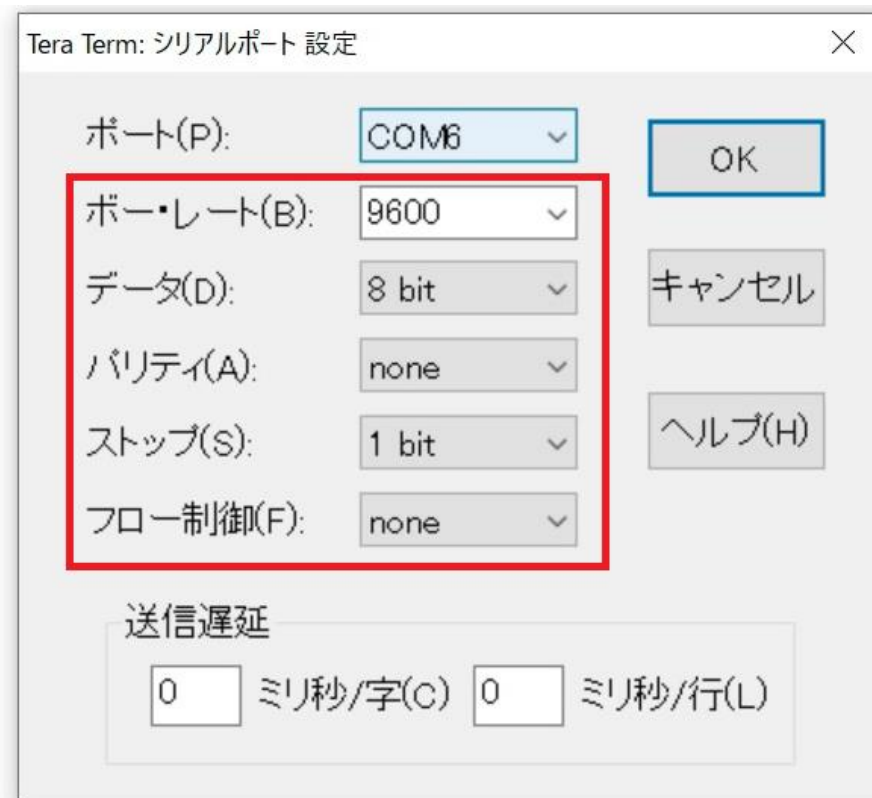 Tera Term: シリアルポート 設定
ポート(P): COM6
OK
ボー・レート(B): 9600
データ(D): 8 bit
キャンセル
パリティ(A): none
ストップ(S): 1 bit
ヘルプ(H)
フロー制御(F): none
送信遅延
0 ミリ秒/字(C) 0 ミリ秒/行(L)